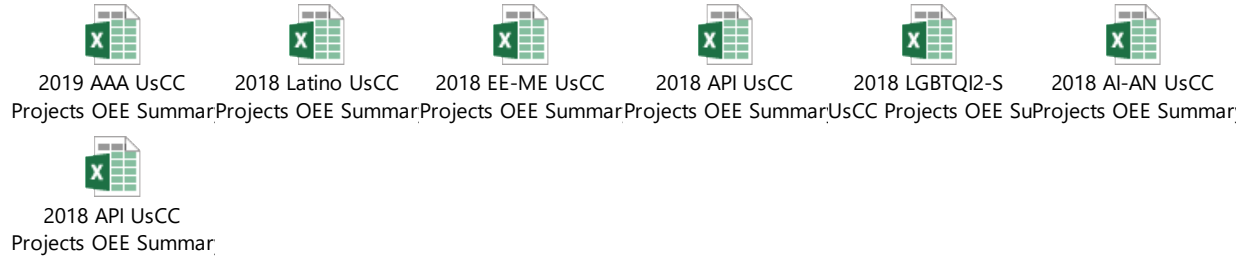 2019 AAA UsCC
Projects OEE Summar
2018 Latino UsCC
Projects OEE Summar
2018 EE-ME UsCC
Projects OEE Summar
2018 API UsCC
Projects OEE Summar
2018 LGBTQI2-S
UsCC Projects OEE Su
2018 AI-AN UsCC
Projects OEE Summary
2018 API UsCC
Projects OEE Summar